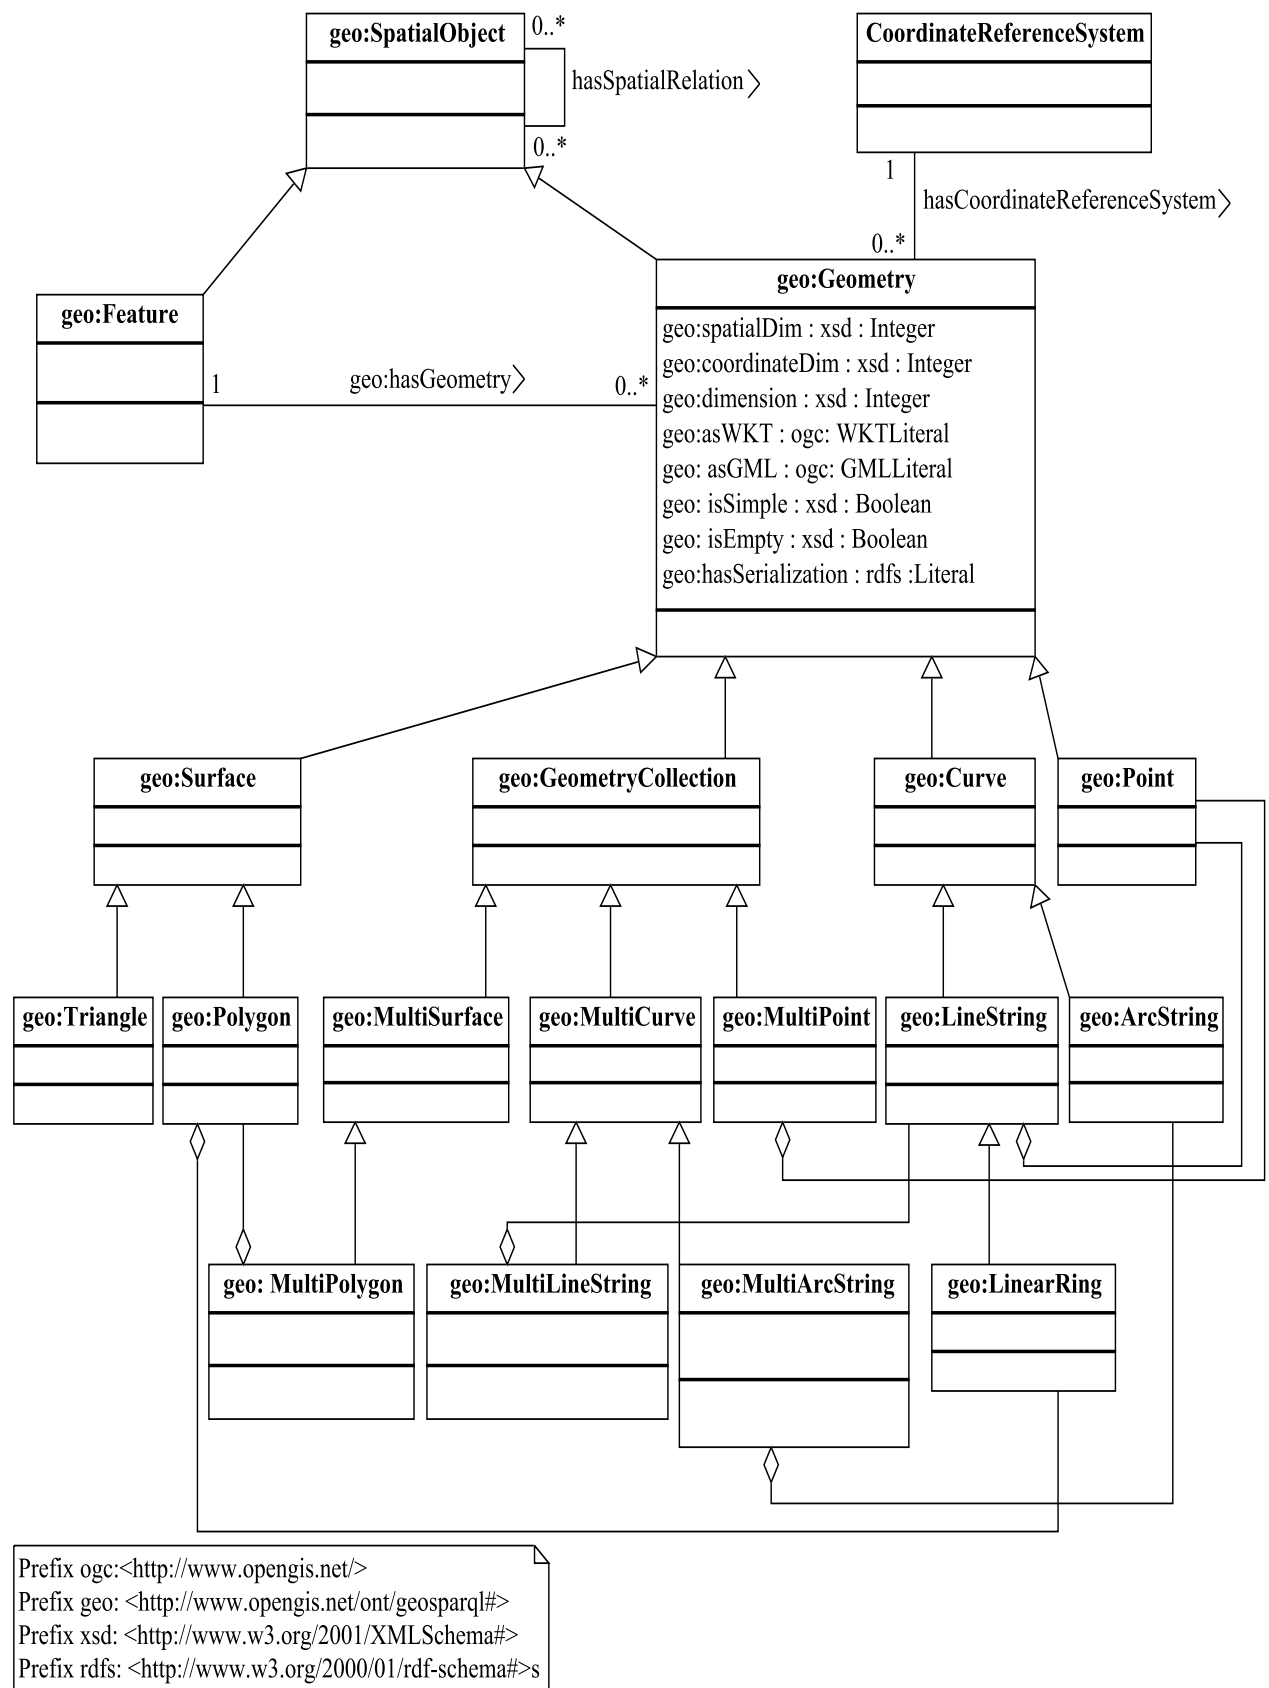 geo:SpatialObject
0..*
hasSpatialRelation
0..*
CoordinateReferenceSystem
1
hasCoordinateReferenceSystem
0..*
geo:Feature
1
geo:hasGeometry
0..*
geo:Geometry
geo:spatialDim : xsd : Integer
geo:coordinateDim : xsd : Integer
geo:dimension : xsd : Integer
geo:asWKT : ogc: WKTLiteral
geo: asGML : ogc: GMLLiteral
geo: isSimple : xsd : Boolean
geo: isEmpty : xsd : Boolean
geo:hasSerialization : rdfs :Literal
geo:Surface
geo:GeometryCollection
geo:Curve
geo:Point
geo:Triangle
geo:Polygon
geo:MultiSurface
geo:MultiCurve
geo:MultiPoint
geo:LineString
geo:ArcString
geo: MultiPolygon
geo:MultiLineString
geo:MultiArcString
geo:LinearRing
Prefix ogc:<http://www.opengis.net/>
Prefix geo: <http://www.opengis.net/ont/geosparql#>
Prefix xsd: <http://www.w3.org/2001/XMLSchema#>
Prefix rdfs: <http://www.w3.org/2000/01/rdf-schema#>s